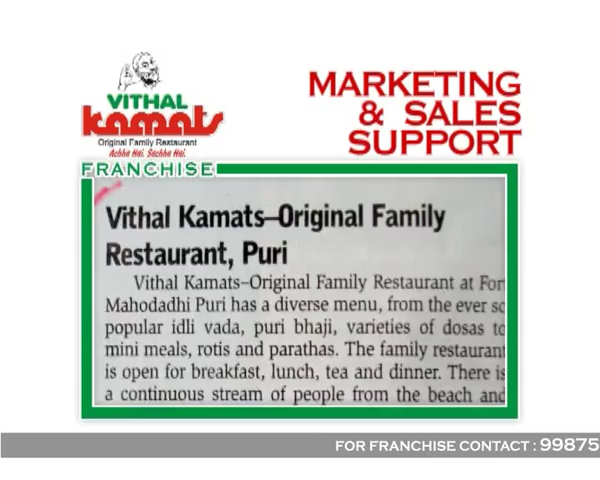 VITHAL
Kamats
Original Family Restaurant
Achha Hai. Sachha Hai.
FRANCHISE
MARKETING
& SALES
SUPPORT
Vithal Kamats–Original Family
Restaurant, Puri
Vithal Kamats–Original Family Restaurant at Fort
Mahodadhi Puri has a diverse menu, from the ever so
popular idli vada, puri bhaji, varieties of dosas to
mini meals, rotis and parathas. The family restaurant
is open for breakfast, lunch, tea and dinner. There is
a continuous stream of people from the beach and
FOR FRANCHISE CONTACT : 99875